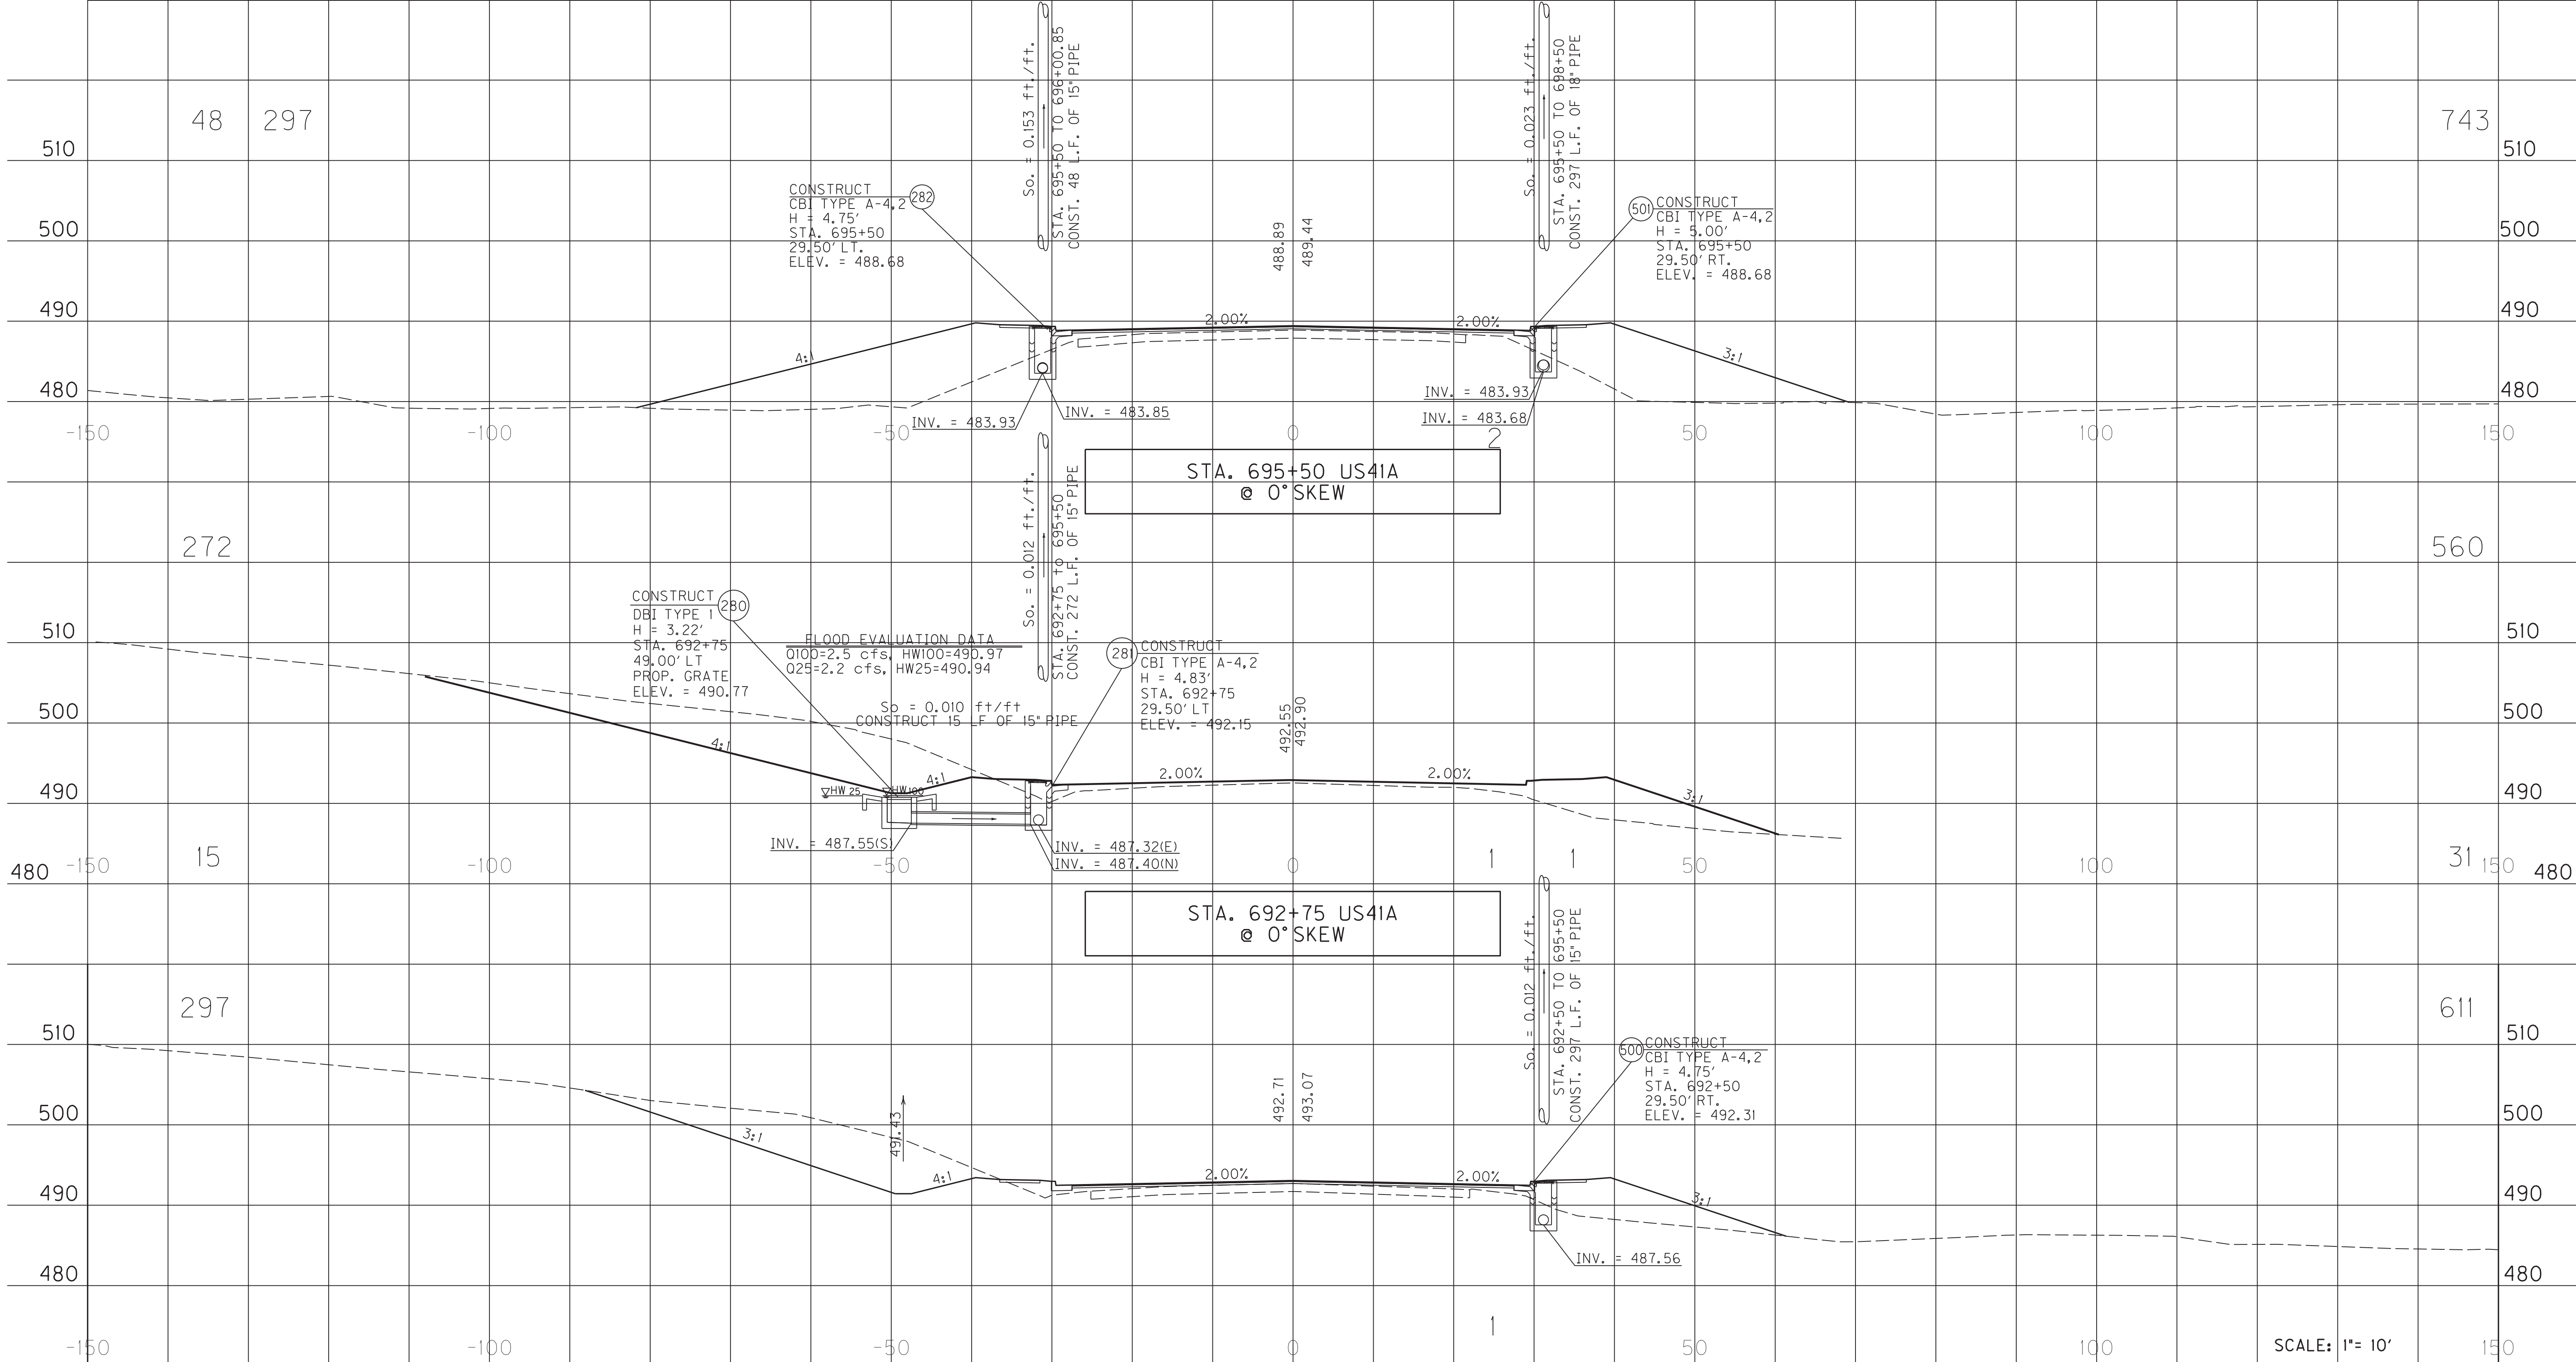 48 297
743
So. = 0.153 ft./ft.
STA. 695+50 TO 696+00.85
CONST. 48 L.F. OF 15" PIPE
So. = 0.023 ft./ft.
STA. 695+50 TO 698+50
CONST. 297 L.F. OF 18" PIPE
510
510
CONSTRUCT
282
CBI TYPE A-4,2
H = 4.75'
STA. 695+50
29.50' LT.
ELEV. = 488.68
488.89
489.44
501
CONSTRUCT
CBI TYPE A-4,2
H = 5.00'
STA. 695+50
29.50' RT.
ELEV. = 488.68
500
500
490
490
2.00%
2.00%
4:1
3:1
480
480
INV. = 483.93
INV. = 483.85
INV. = 483.93
INV. = 483.68
-150
-100
-50
0
50
100
150
2
STA. 695+50 US41A
@ 0° SKEW
So. = 0.012 ft./ft.
STA. 692+75 to 695+50
CONST. 272 L.F. OF 15" PIPE
272
560
CONSTRUCT
280
DBI TYPE 1
H = 3.22'
STA. 692+75
49.00' LT
PROP. GRATE
ELEV. = 490.77
FLOOD EVALUATION DATA
Q100=2.5 cfs, HW100=490.97
Q25=2.2 cfs, HW25=490.94
281
CONSTRUCT
CBI TYPE A-4,2
H = 4.83'
STA. 692+75
29.50' LT
ELEV. = 492.15
510
510
So = 0.010 ft/ft
CONSTRUCT 15 LF OF 15" PIPE
492.55
492.90
500
500
4:1
4:1
2.00%
2.00%
3:1
HW 25
HW 100
490
490
INV. = 487.55(S)
INV. = 487.32(E)
INV. = 487.40(N)
15
1
1
31
480
-150
-100
-50
0
50
100
150
480
STA. 692+75 US41A
@ 0° SKEW
So. = 0.012 ft./ft.
STA. 692+50 TO 695+50
CONST. 297 L.F. OF 15" PIPE
297
611
510
510
500
CONSTRUCT
CBI TYPE A-4,2
H = 4.75'
STA. 692+50
29.50' RT.
ELEV. = 492.31
491.43
492.71
493.07
500
500
3:1
4:1
2.00%
2.00%
3:1
490
490
INV. = 487.56
480
480
1
-150
-100
-50
0
50
100
150
SCALE: 1"= 10'